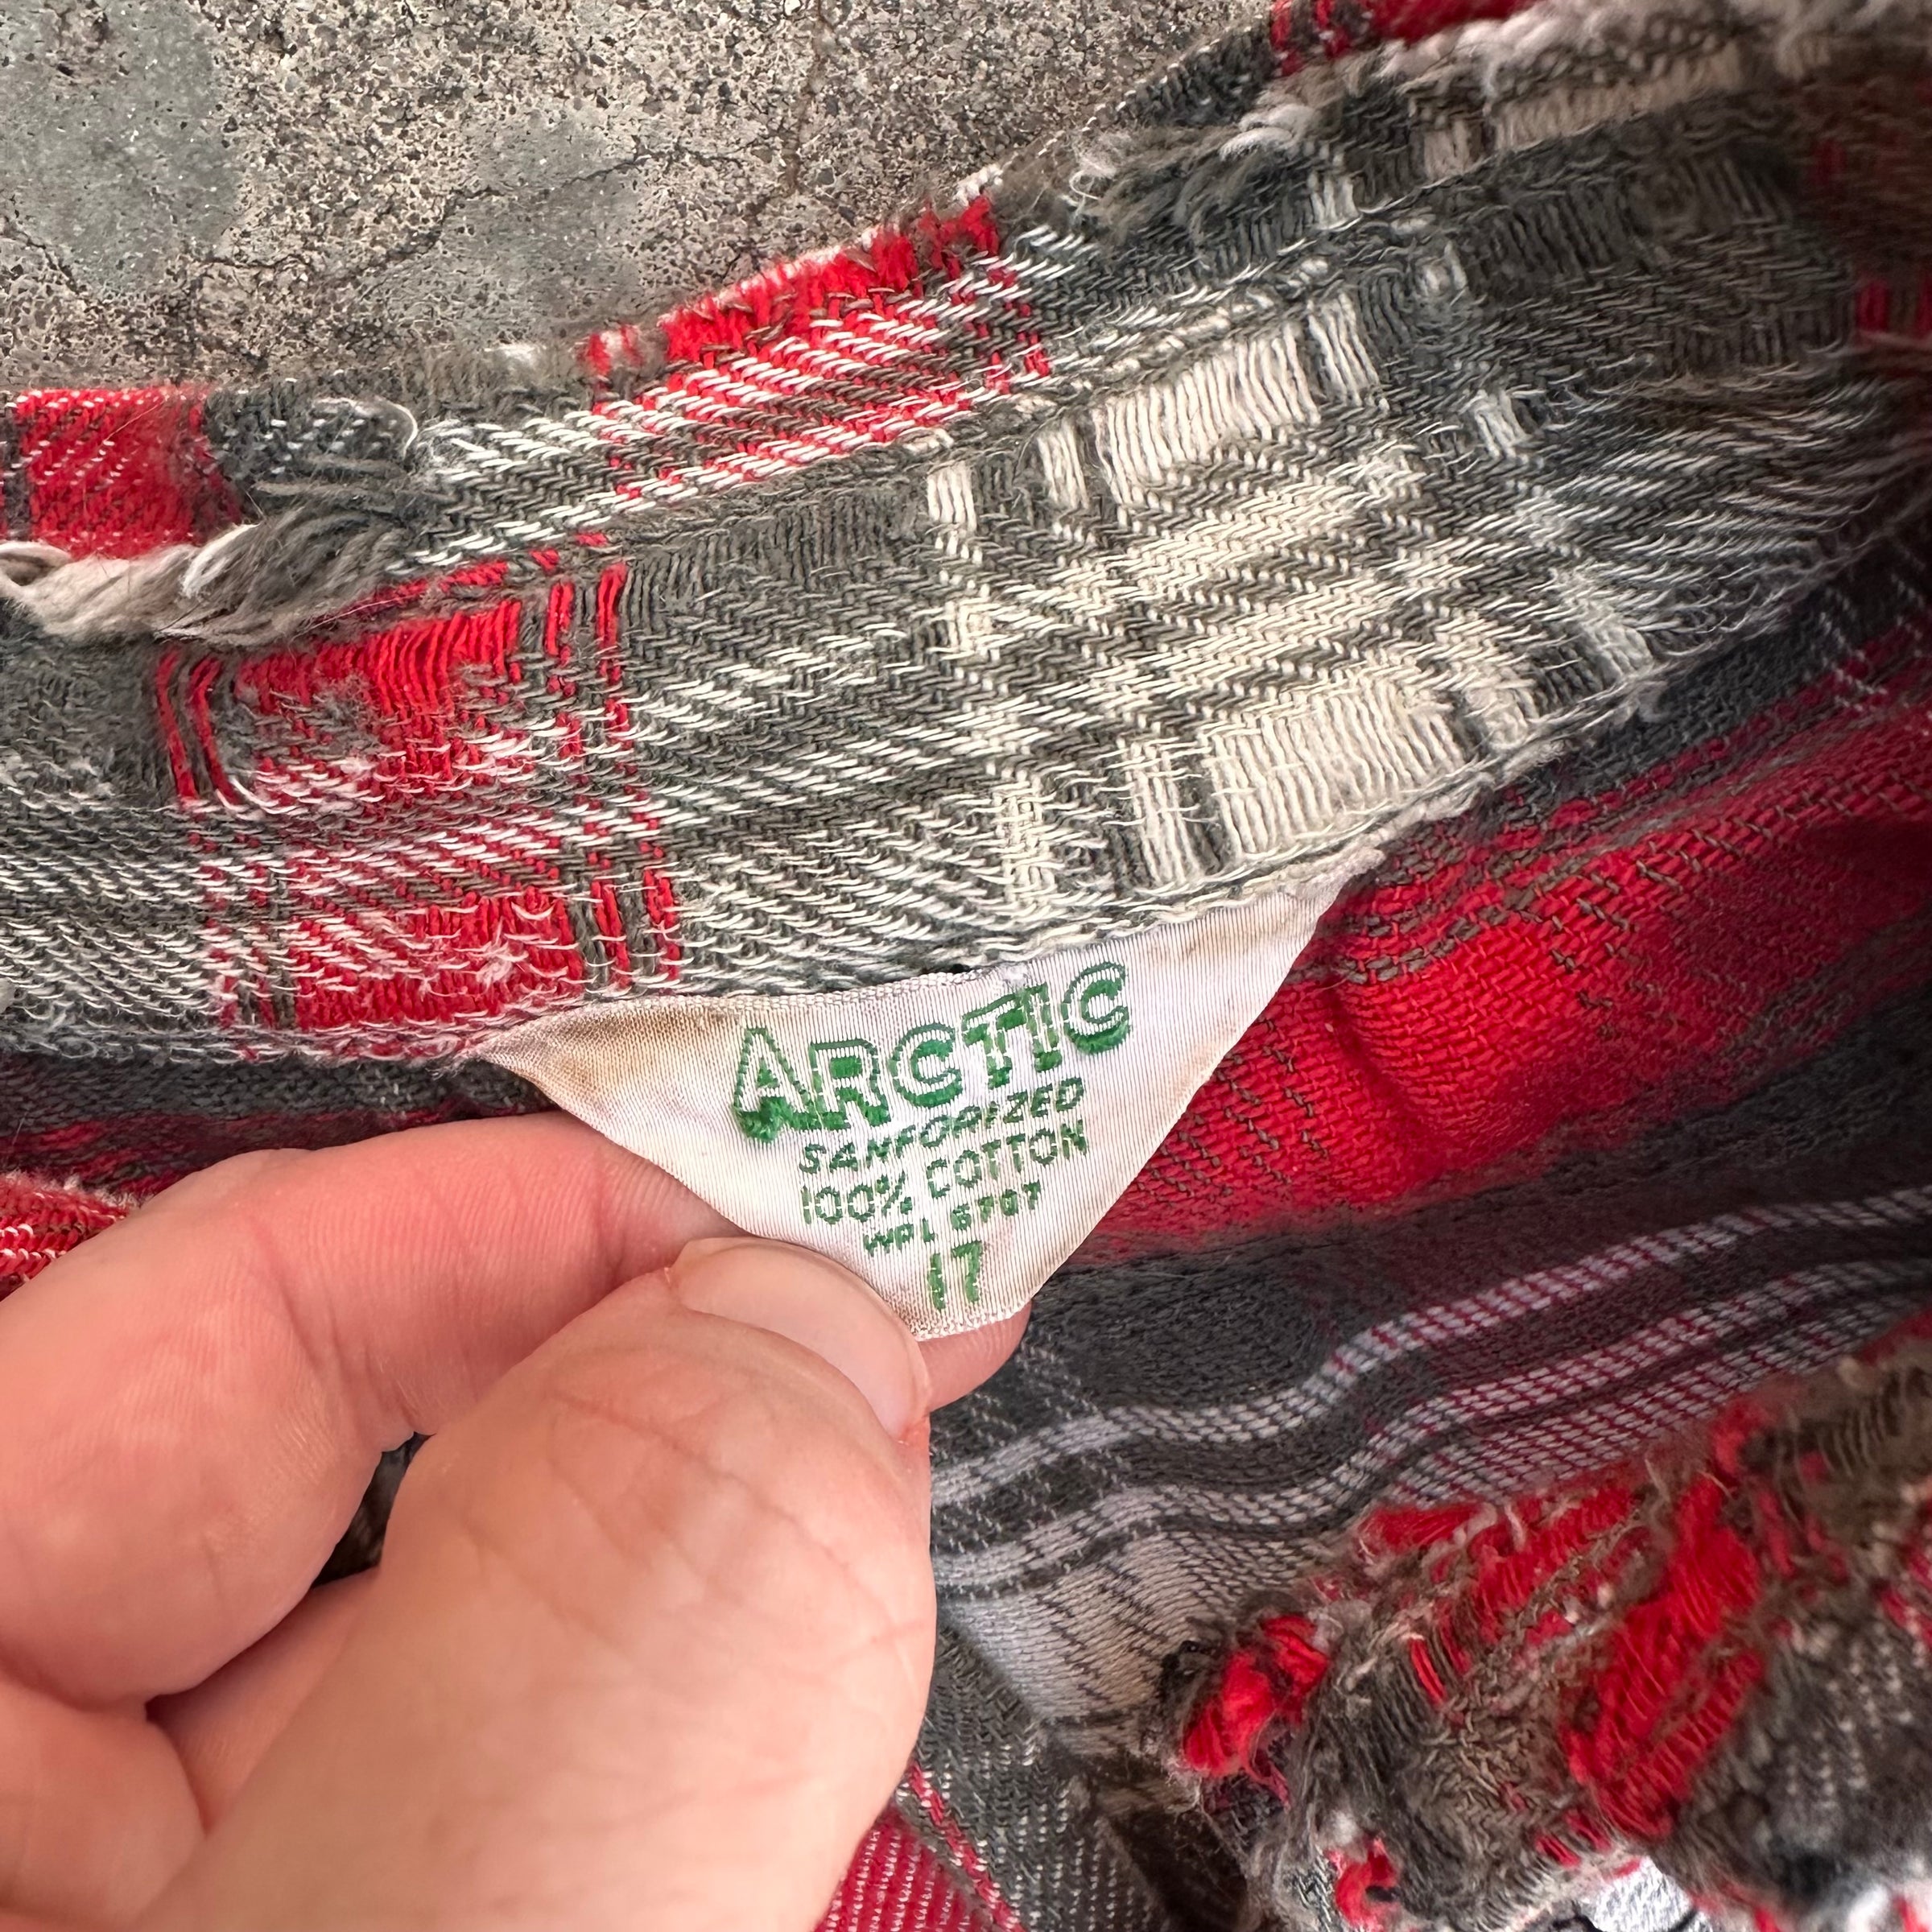 ARCTIC
SANFORIZED
100% COTTON
WPL 6707
17